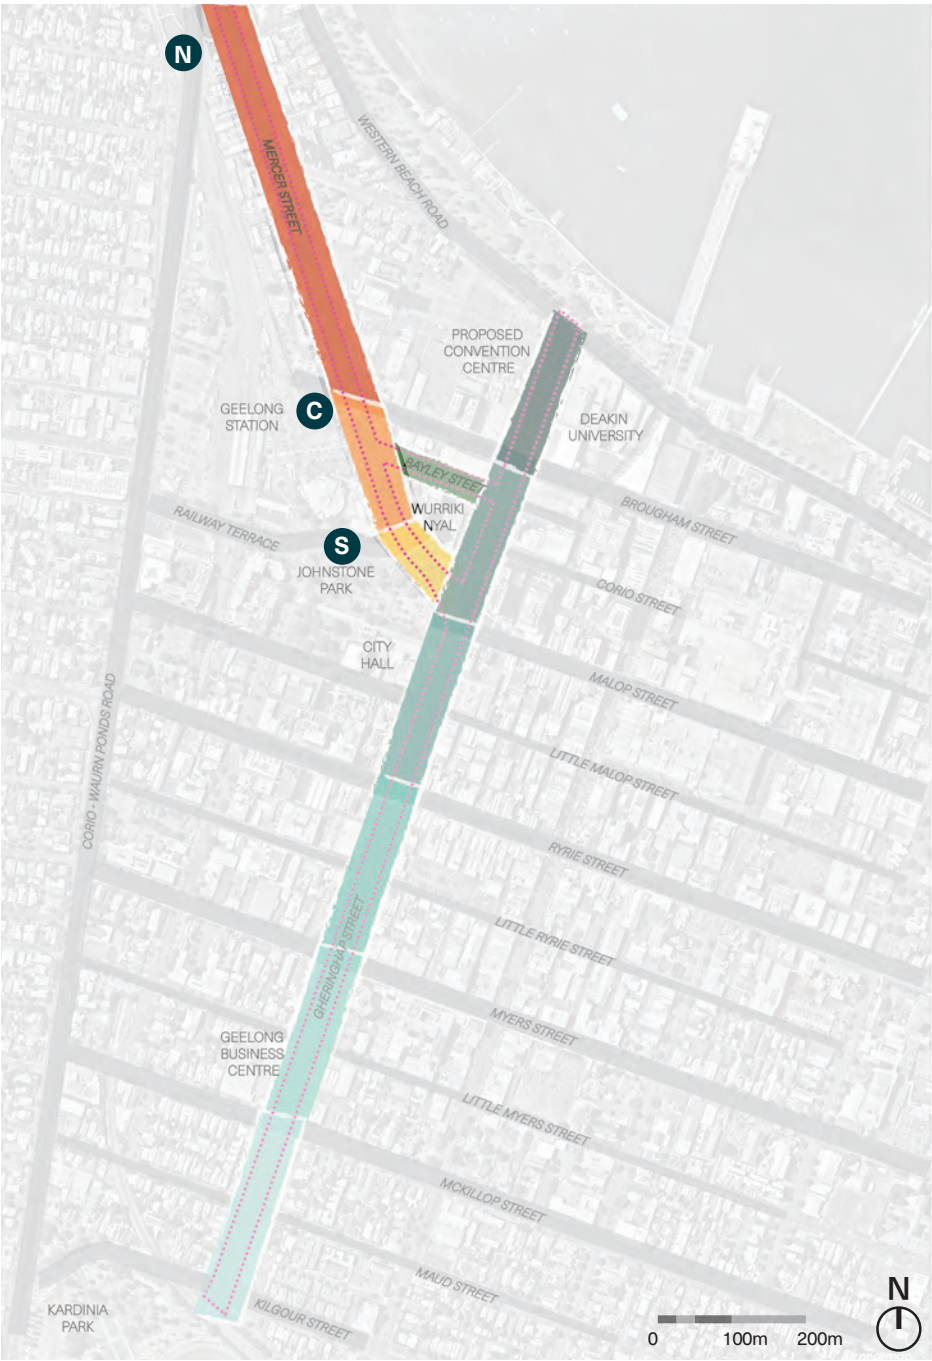 N
MERCER STREET
WESTERN BEACH ROAD
PROPOSED
CONVENTION
CENTRE
GEELONG
STATION
C
DEAKIN
UNIVERSITY
BAYLEY STEET
WURRIKI
NYAL
BROUGHAM STREET
RAILWAY TERRACE
S
JOHNSTONE
PARK
CORIO STREET
CITY
HALL
MALOP STREET
CORIO - WAURN PONDS ROAD
LITTLE MALOP STREET
RYRIE STREET
GHERINGHAP STREET
LITTLE RYRIE STREET
MYERS STREET
GEELONG
BUSINESS
CENTRE
LITTLE MYERS STREET
MCKILLOP STREET
MAUD STREET
KARDINIA
PARK
KILGOUR STREET
N
0 100m 200m